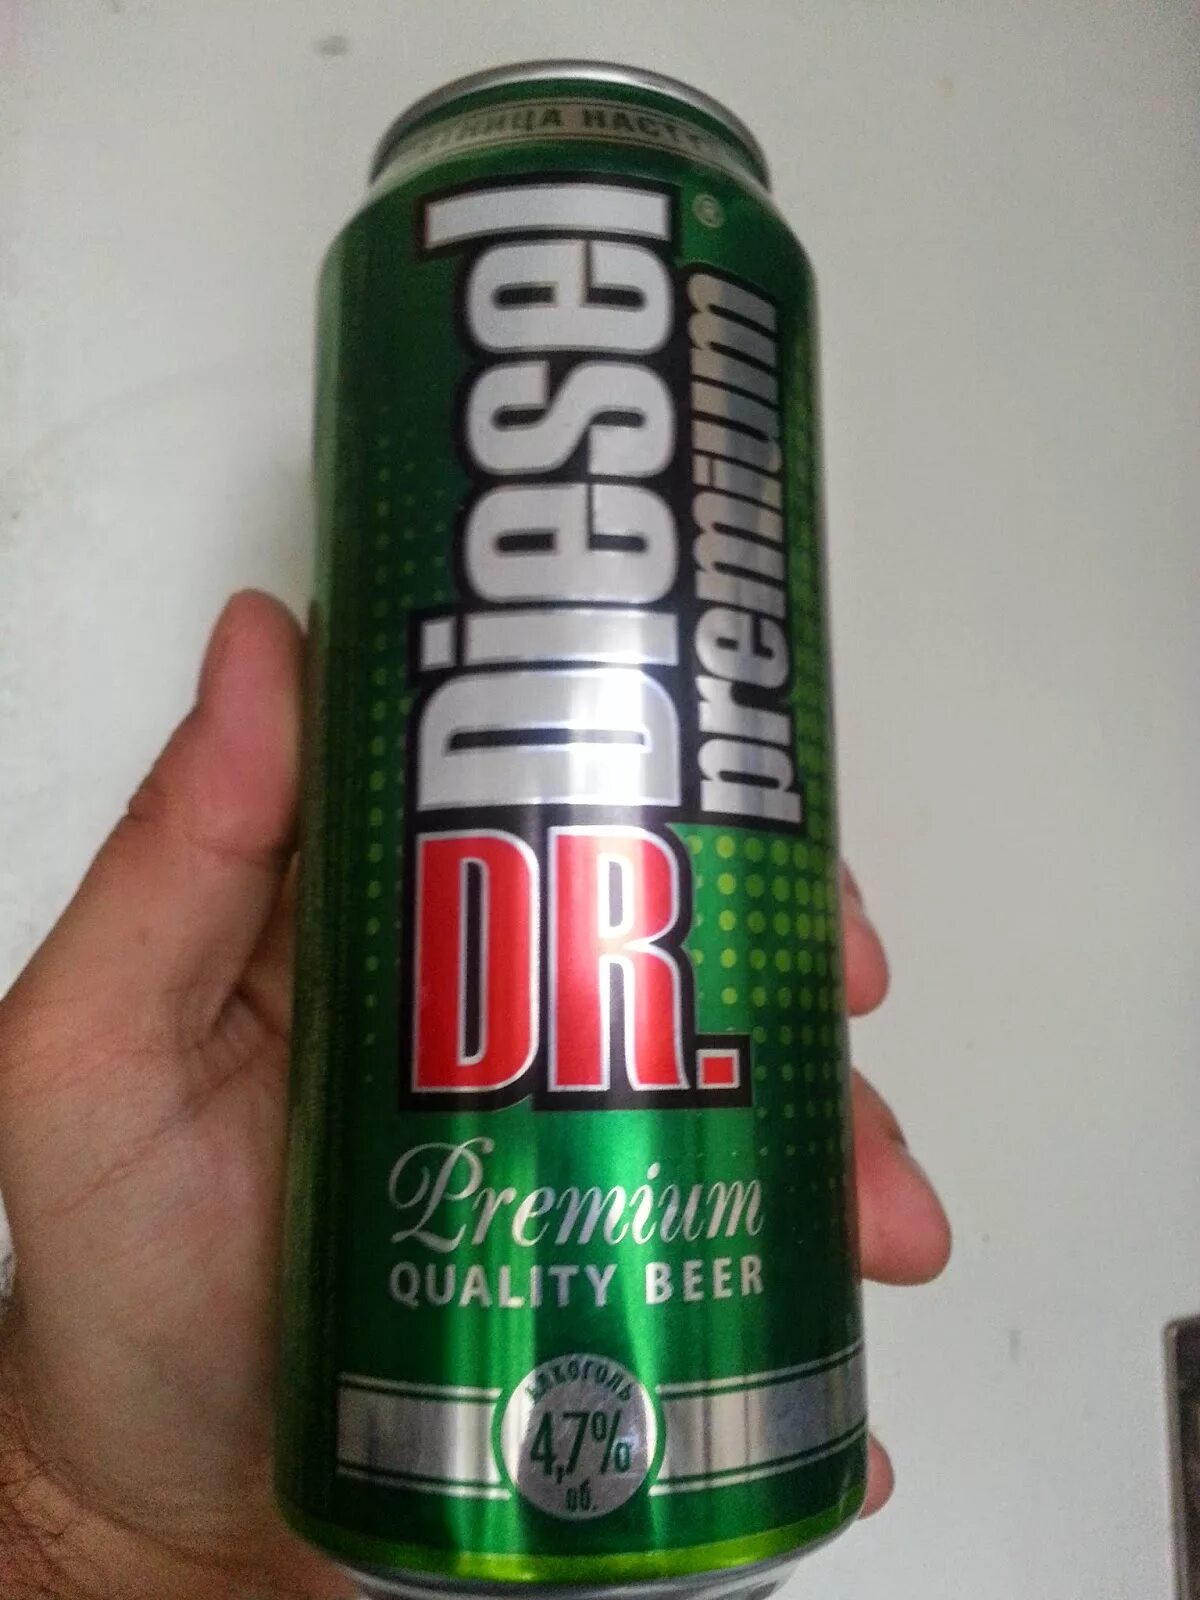 DR. Diesel ®
premium
Premium
QUALITY BEER
алкоголь
4,7%
об.